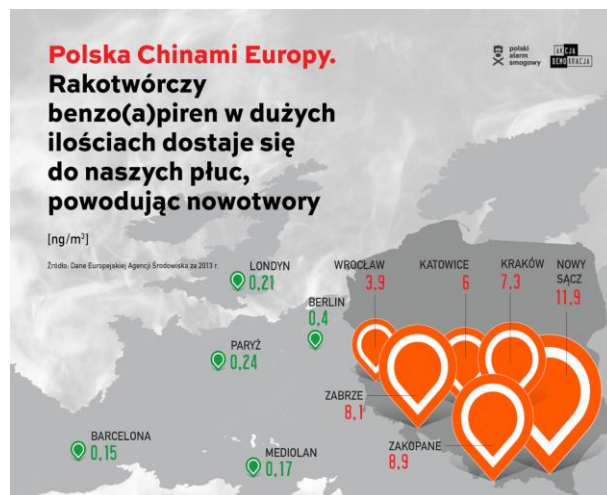 Polska Chinami Europy.
Rakotwórczy
benzo(a)piren w dużych
ilościach dostaje się
do naszych płuc,
powodując nowotwory
polski
alarm
smogowy
AKCJA
DEMOKRACJA
[ng/m³]
Źródło. Dane Europejskiej Agencji Środowiska za 2013 r.
LONDYN
0,21
WROCŁAW
3,9
KATOWICE
6
KRAKÓW
7,3
NOWY
SĄCZ
11,9
BERLIN
0,4
PARYŻ
0,24
ZABRZE
8,1
BARCELONA
0,15
MEDIOLAN
0,17
ZAKOPANE
8,9